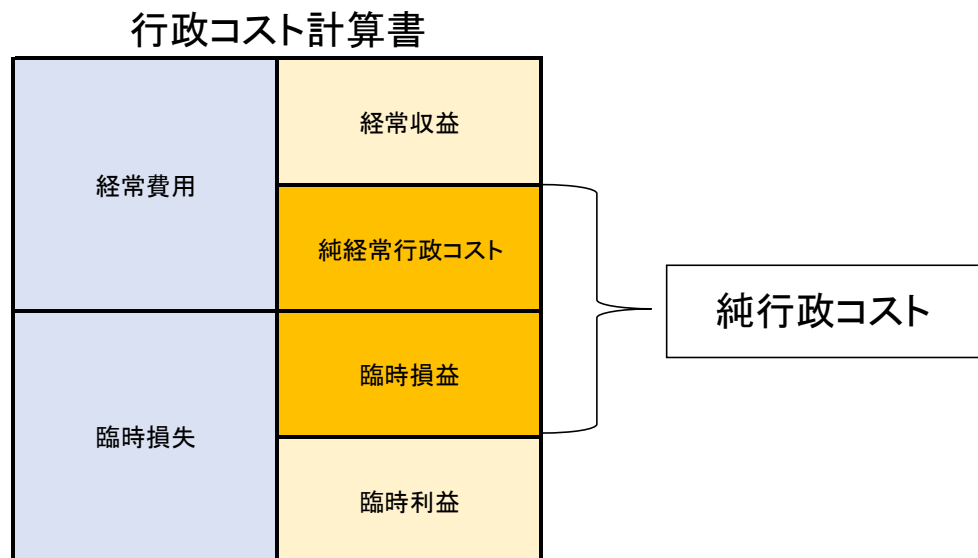 行政コスト計算書
経常費用
経常収益
純経常行政コスト
臨時損失
臨時損益
臨時利益
純行政コスト